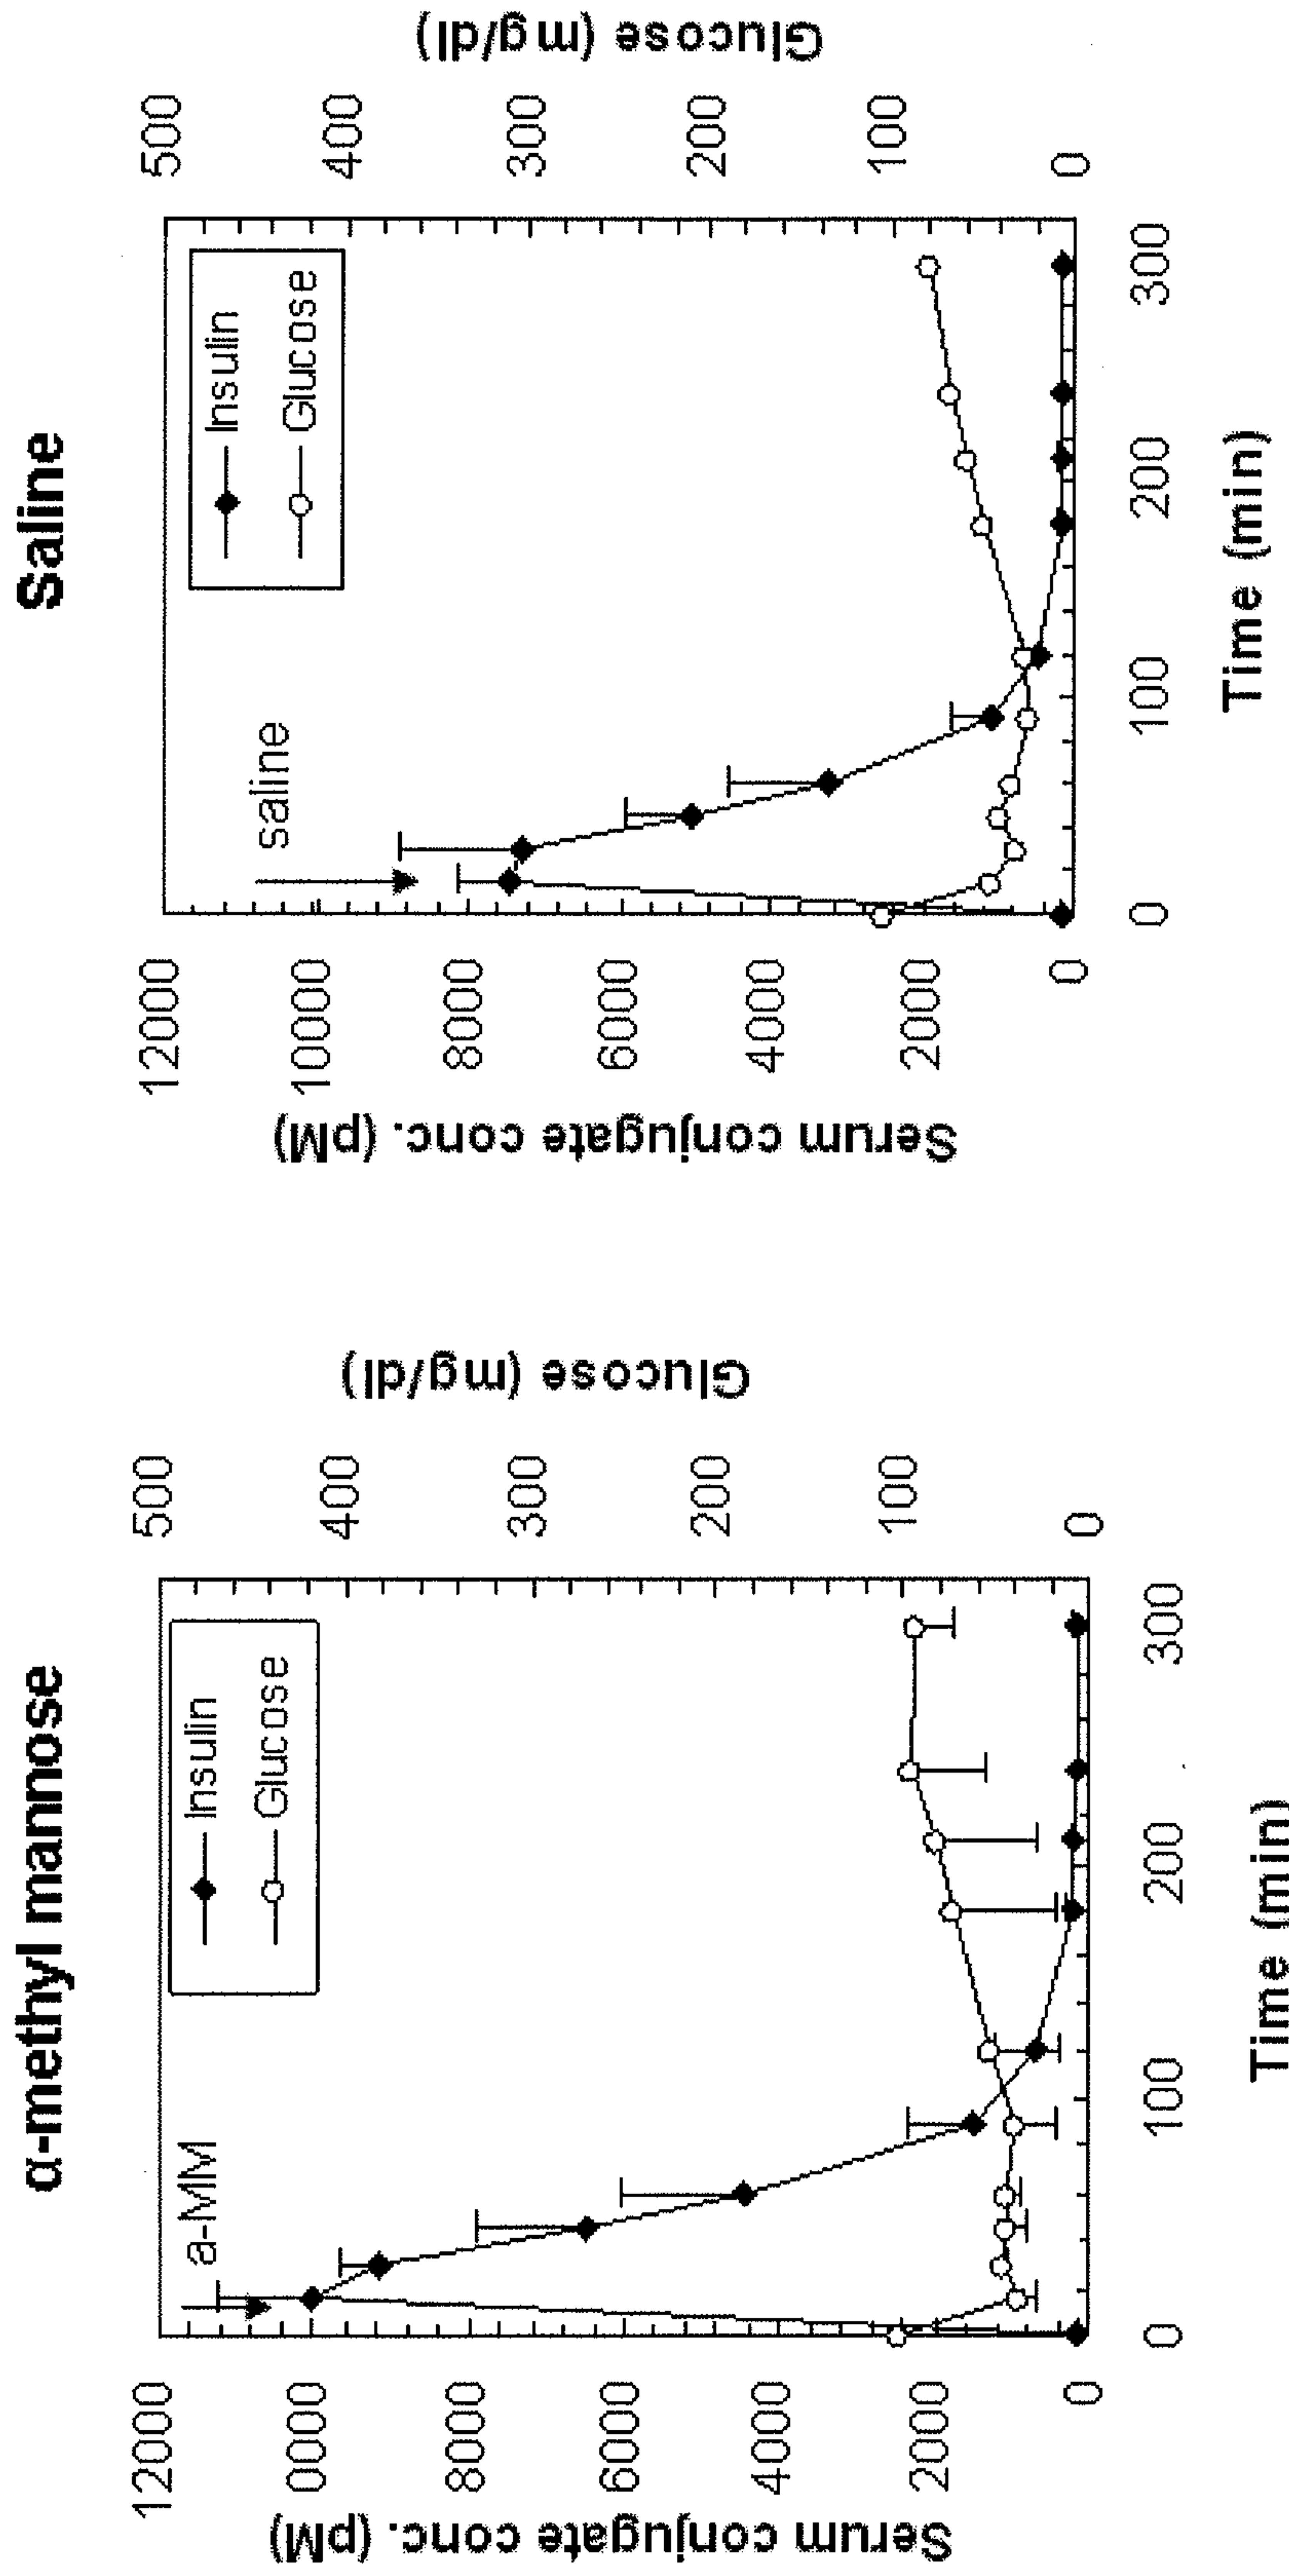 α-methyl mannose
a-MM
Insulin
Glucose
12000
0000
8000
6000
4000
2000
0
Serum conjugate conc. (pM)
500
400
300
200
100
0
Glucose (mg/dl)
0
100
200
300
Time (min)
Saline
saline
Insulin
Glucose
12000
10000
8000
6000
4000
2000
0
Serum conjugate conc. (pM)
500
400
300
200
100
0
Glucose (mg/dl)
0
100
200
300
Time (min)